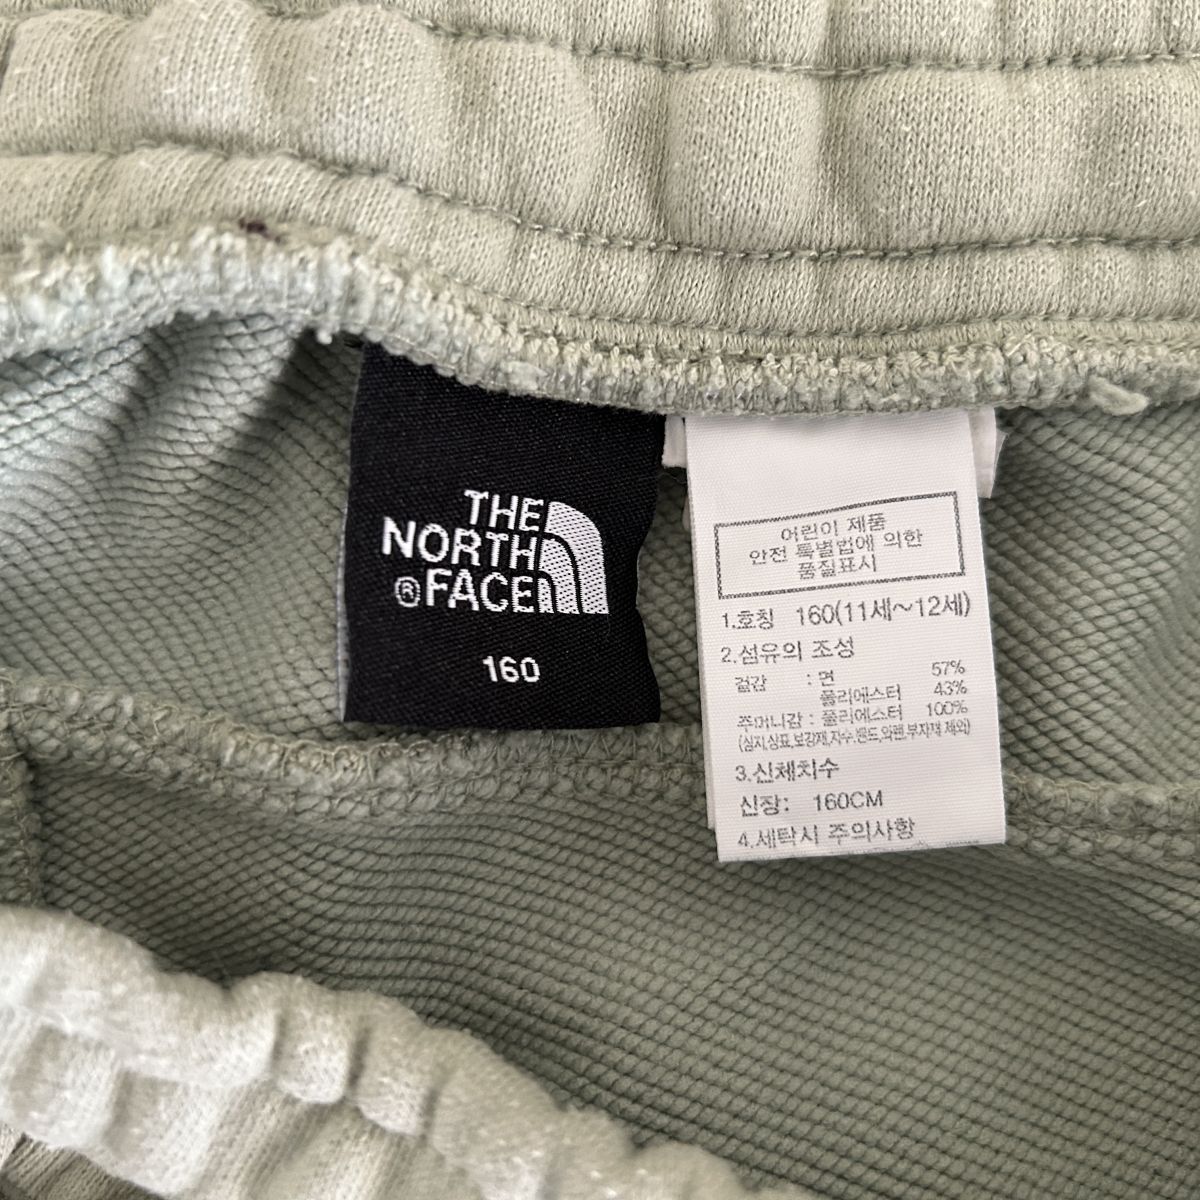 THE
NORTH
® FACE
160
어린이 제품
안전 특별법에 의한
품질표시
1.호칭 160(11세~12세)
2.섬유의 조성
겉감 : 면 57%
폴리에스터 43%
주머니감 : 폴리에스터 100%
(심지,상표,보강재,자수,밴드,와펜,부자재 제외)
3.신체치수
신장: 160CM
4.세탁시 주의사항